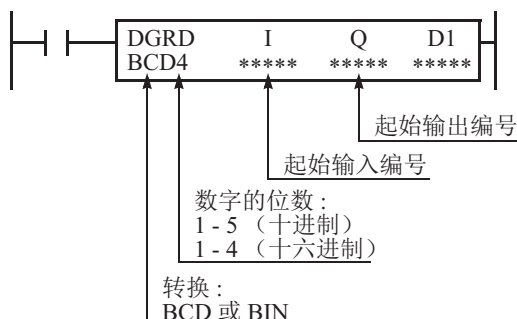 DGRD I Q D1
BCD4 ***** ***** *****
起始输出编号
起始输入编号
数字的位数 :
1 - 5 （十进制）
1 - 4 （十六进制）
转换 :
BCD 或 BIN